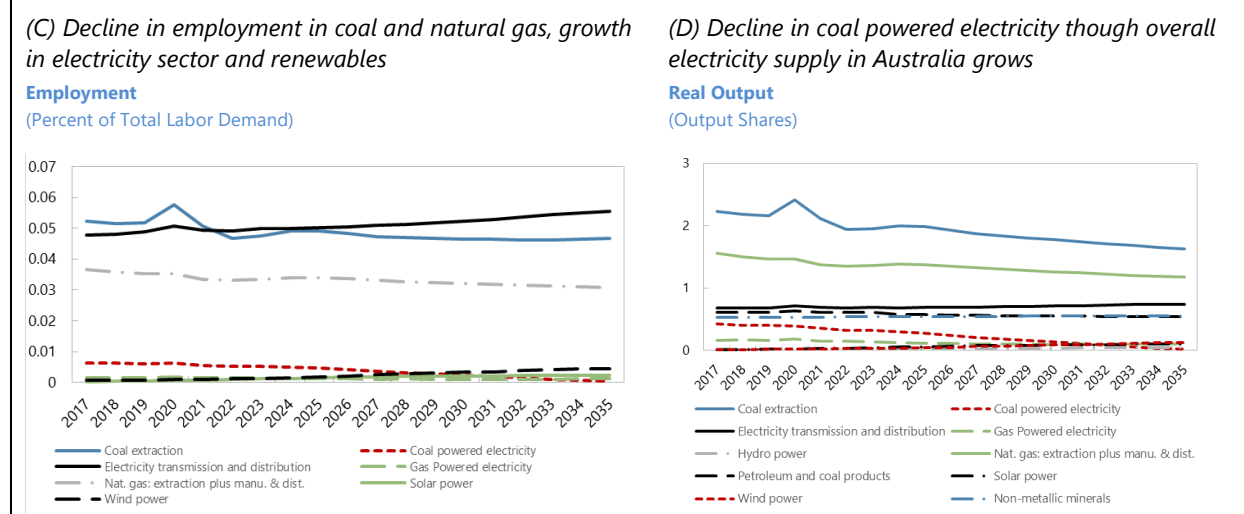 (C) Decline in employment in coal and natural gas, growth
in electricity sector and renewables
Employment
(Percent of Total Labor Demand)
0.07
0.06
0.05
0.04
0.03
0.02
0.01
0
2017
2018
2019
2020
2021
2022
2023
2024
2025
2026
2027
2028
2029
2030
2031
2032
2033
2034
2035
Coal extraction
Coal powered electricity
Electricity transmission and distribution
Gas Powered electricity
Nat. gas: extraction plus manu. & dist.
Solar power
Wind power
(D) Decline in coal powered electricity though overall
electricity supply in Australia grows
Real Output
(Output Shares)
3
2
1
0
2017
2018
2019
2020
2021
2022
2023
2024
2025
2026
2027
2028
2029
2030
2031
2032
2033
2034
2035
Coal extraction
Coal powered electricity
Electricity transmission and distribution
Gas Powered electricity
Hydro power
Nat. gas: extraction plus manu. & dist.
Petroleum and coal products
Solar power
Wind power
Non-metallic minerals